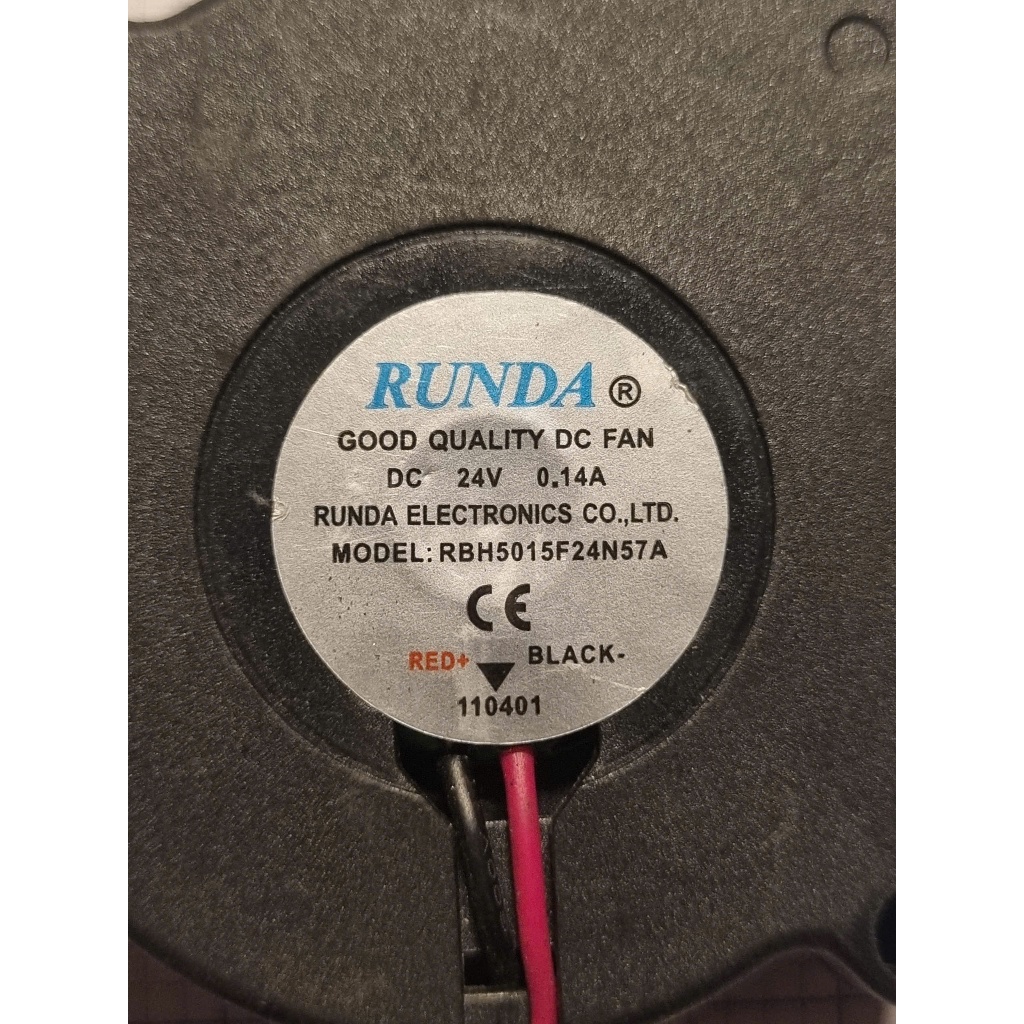 RUNDA ®
GOOD QUALITY DC FAN
DC 24V 0.14A
RUNDA ELECTRONICS CO.,LTD.
MODEL: RBH5015F24N57A
CE
RED+ BLACK-
110401